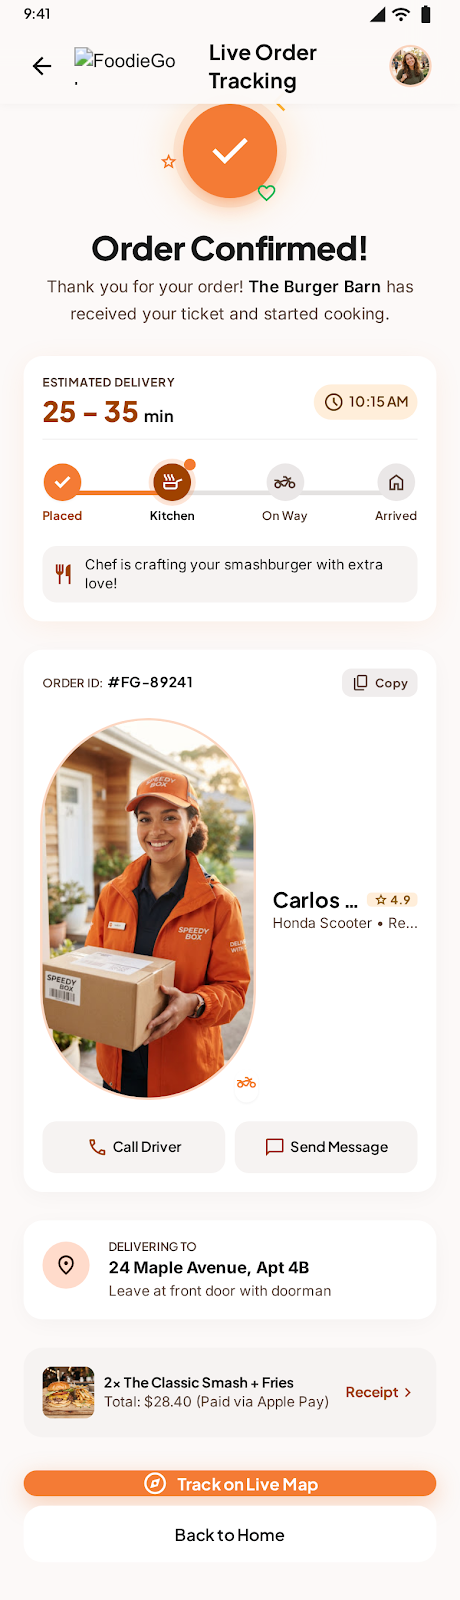 9:41
FoodieGo
.
Live Order
Tracking
Order Confirmed!
Thank you for your order! The Burger Barn has
received your ticket and started cooking.
ESTIMATED DELIVERY
25 – 35 min
10:15 AM
Placed
Kitchen
On Way
Arrived
Chef is crafting your smashburger with extra
love!
ORDER ID: #FG-89241
Copy
SPEEDY
BOX
SPEEDY
BOX
SPEEDY
BOX
Carlos ...
4.9
Honda Scooter • Re...
Call Driver
Send Message
DELIVERING TO
24 Maple Avenue, Apt 4B
Leave at front door with doorman
2× The Classic Smash + Fries
Total: $28.40 (Paid via Apple Pay)
Receipt
Track on Live Map
Back to Home